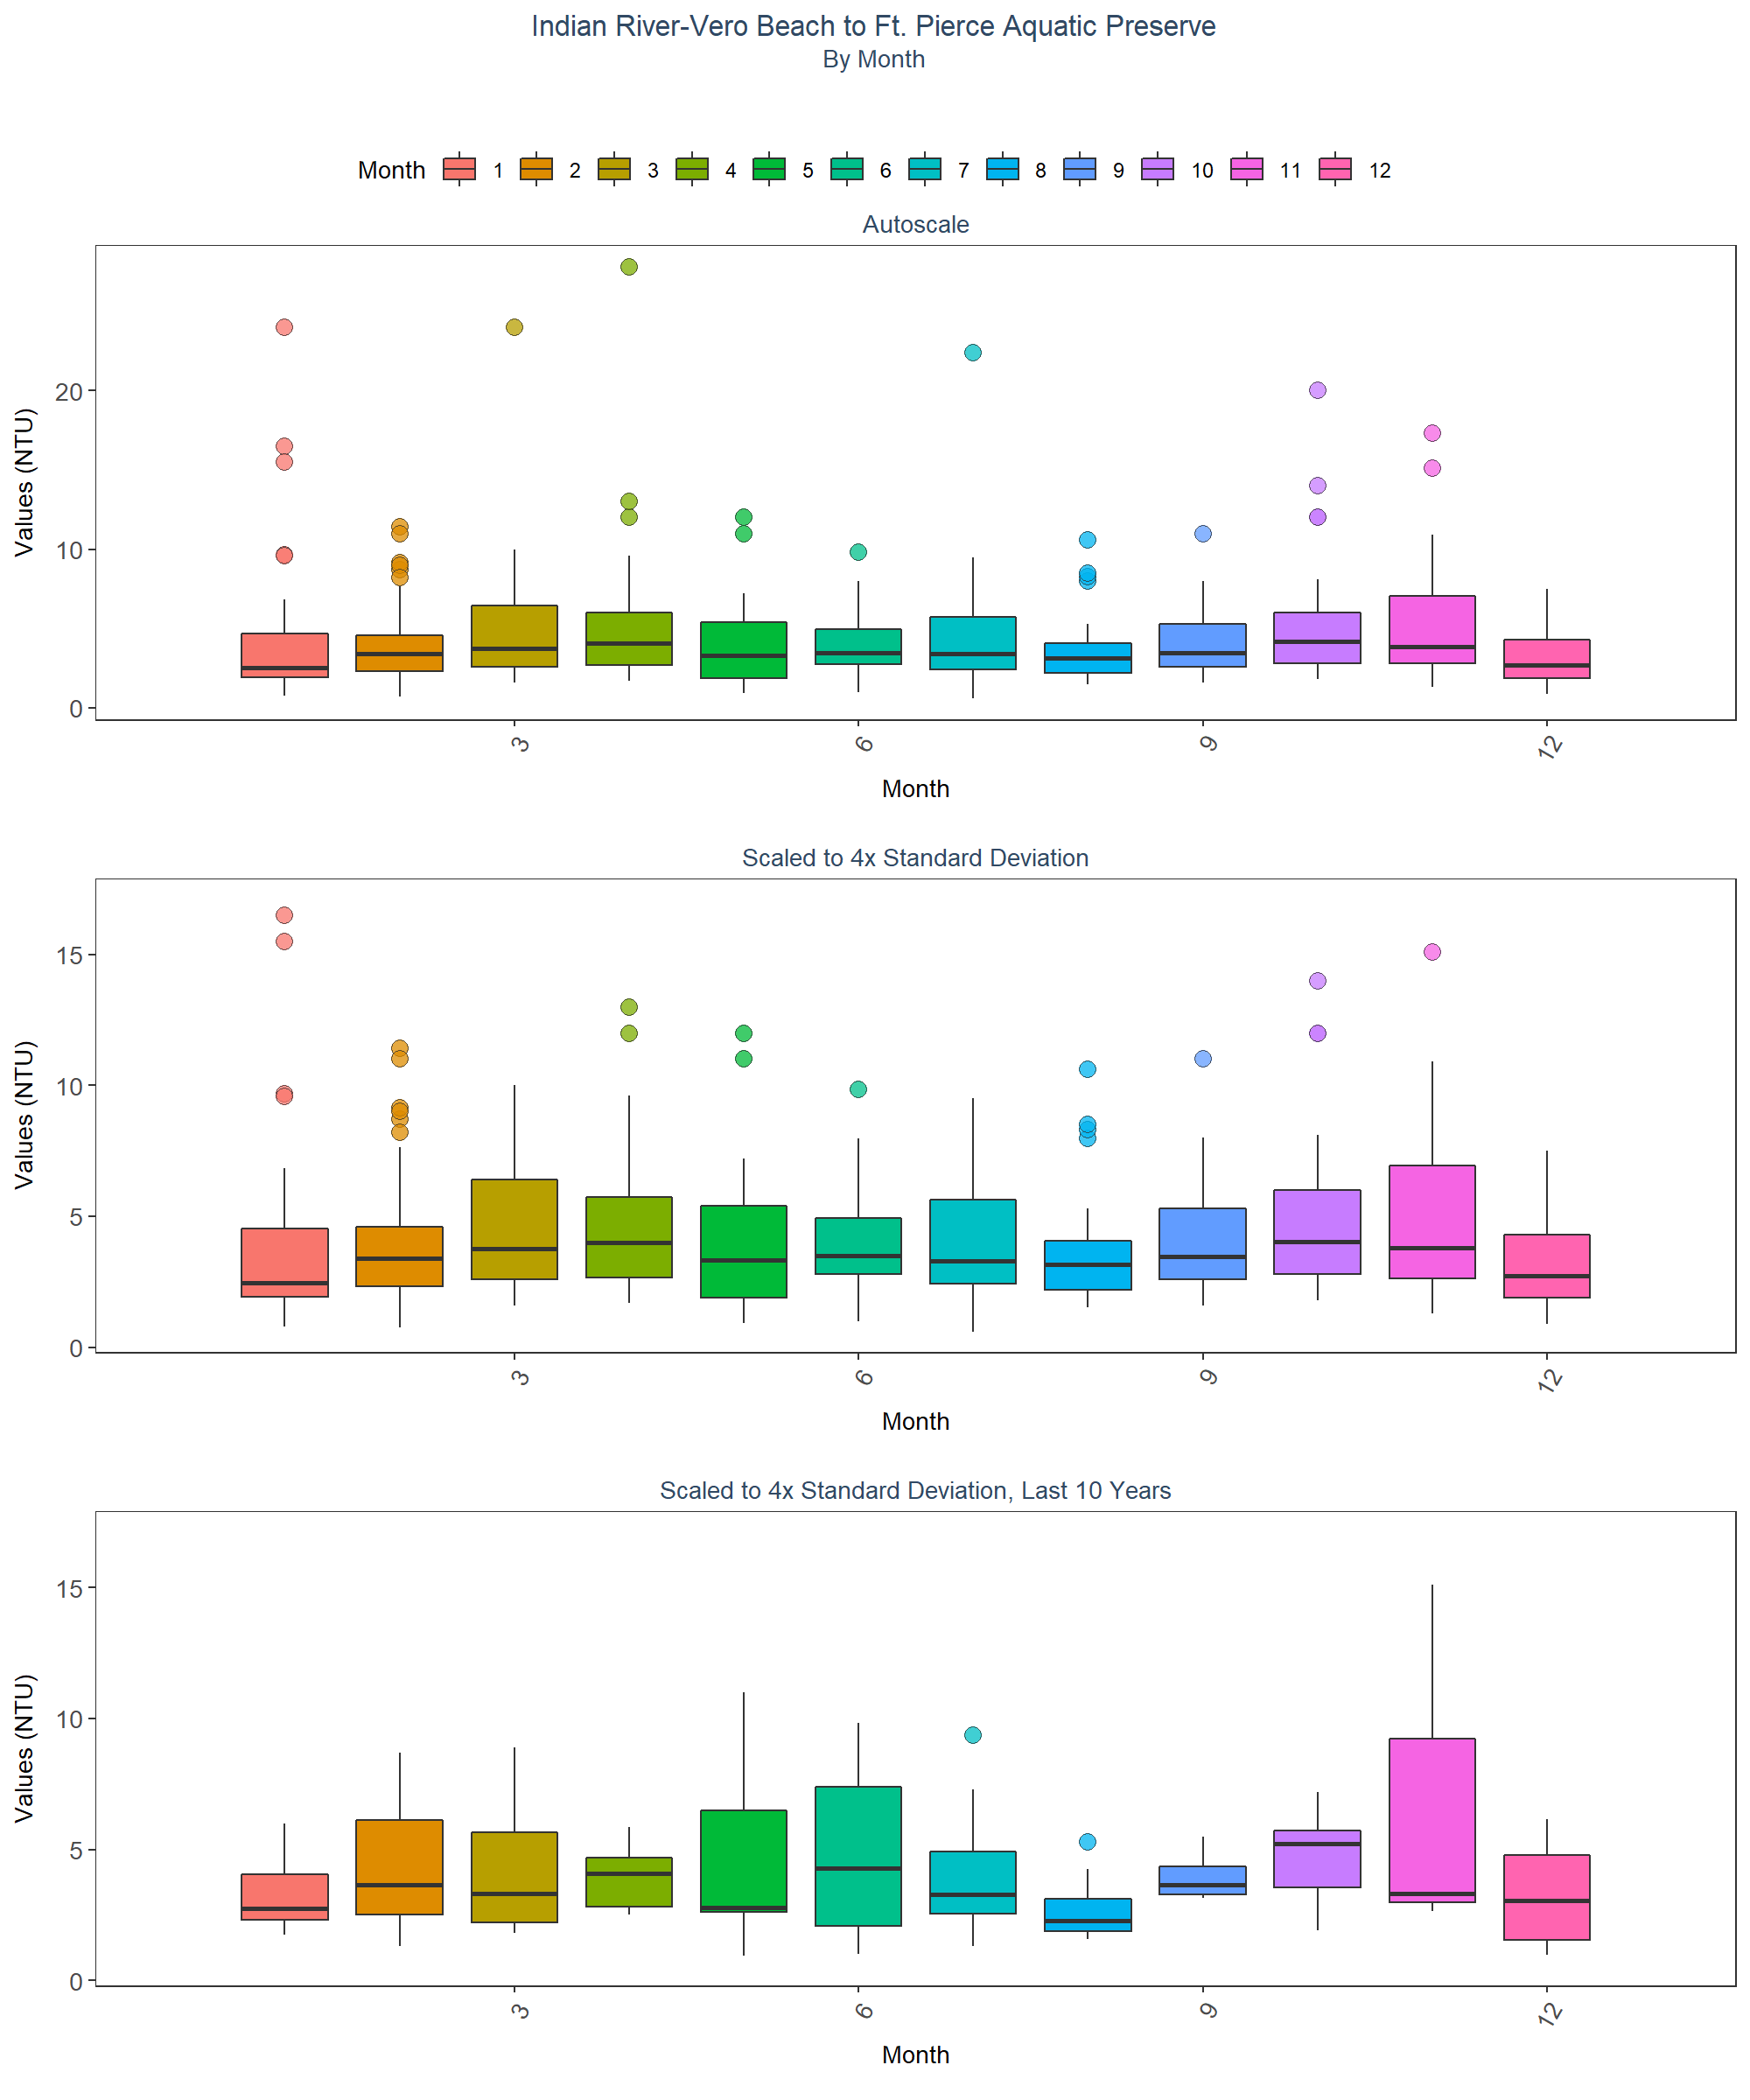 Indian River-Vero Beach to Ft. Pierce Aquatic Preserve
By Month
Month 1 2 3 4 5 6 7 8 9 10 11 12
Autoscale
Values (NTU)
20
10
0
3 6 9 12
Month
Scaled to 4x Standard Deviation
Values (NTU)
15
10
5
0
3 6 9 12
Month
Scaled to 4x Standard Deviation, Last 10 Years
Values (NTU)
15
10
5
0
3 6 9 12
Month